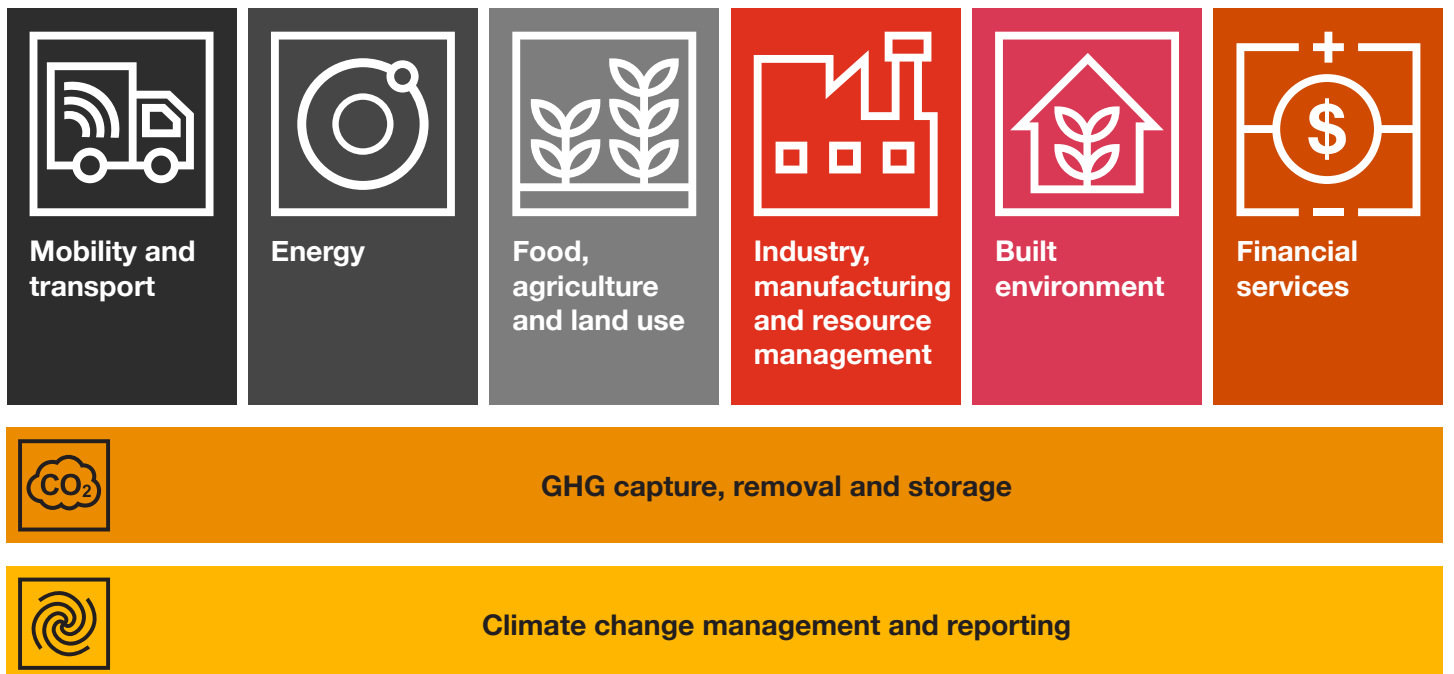 $
Mobility and
transport
Energy
Food,
agriculture
and land use
Industry,
manufacturing
and resource
management
Built
environment
Financial
services
CO₂
GHG capture, removal and storage
Climate change management and reporting